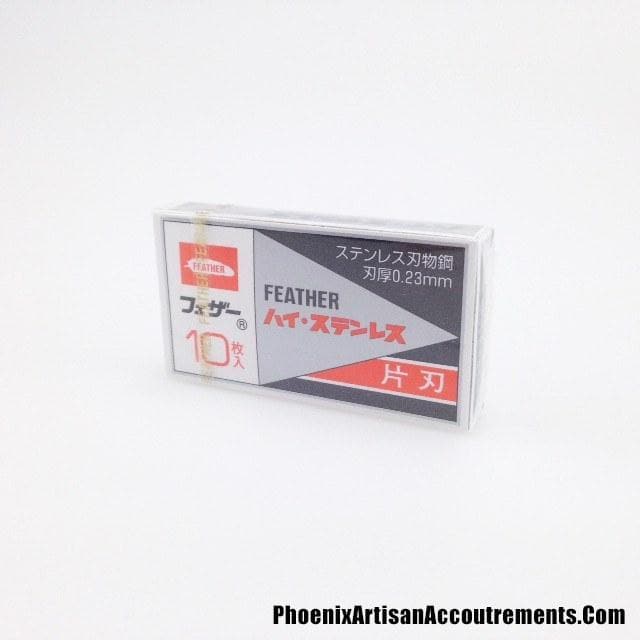 ステンレス刃物鋼
刃厚0.23mm
FEATHER
フェザー®
10枚入
FEATHER
ハイ・ステンレス
片刃
PhoenixArtisanAccoutrements.Com